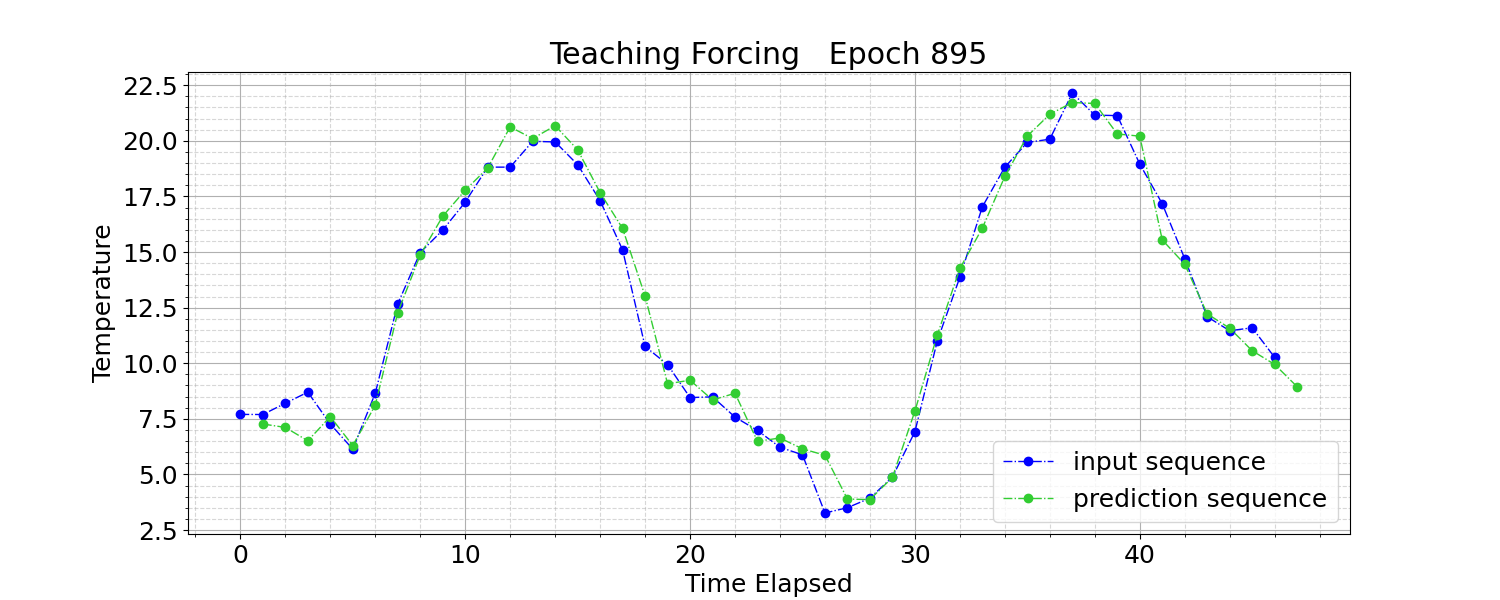 Teaching Forcing   Epoch 895
Temperature
22.5
20.0
17.5
15.0
12.5
10.0
7.5
5.0
2.5
input sequence
prediction sequence
0 10 20 30 40
Time Elapsed